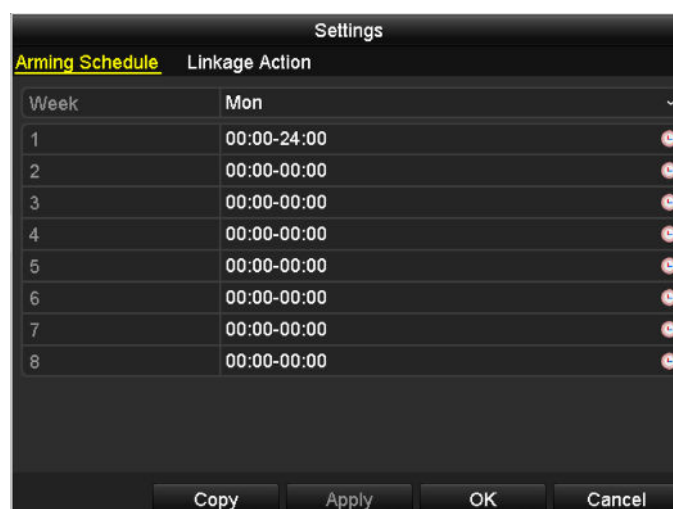 Settings
Arming Schedule Linkage Action
Week Mon
1 00:00-24:00
2 00:00-00:00
3 00:00-00:00
4 00:00-00:00
5 00:00-00:00
6 00:00-00:00
7 00:00-00:00
8 00:00-00:00
Copy Apply OK Cancel